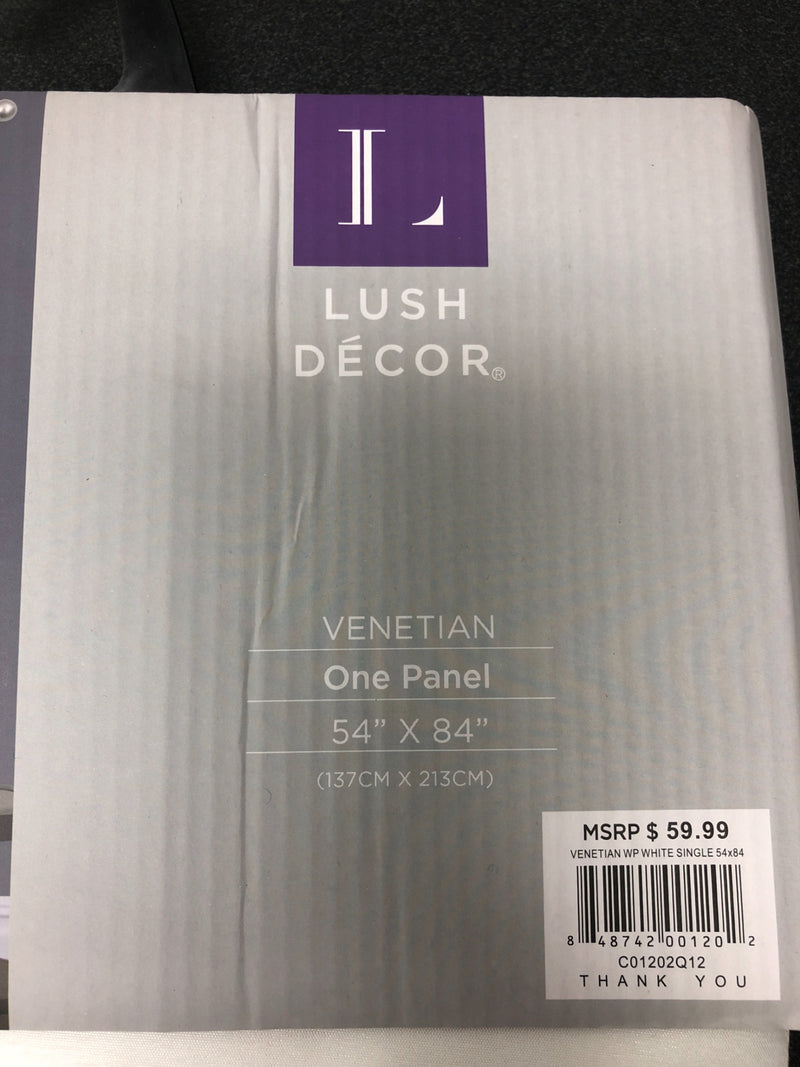 L
LUSH
DÉCOR®
VENETIAN
One Panel
54” X 84”
(137CM X 213CM)
MSRP $ 59.99
VENETIAN WP WHITE SINGLE 54x84
8 48742 00120 2
C01202Q12
THANK YOU